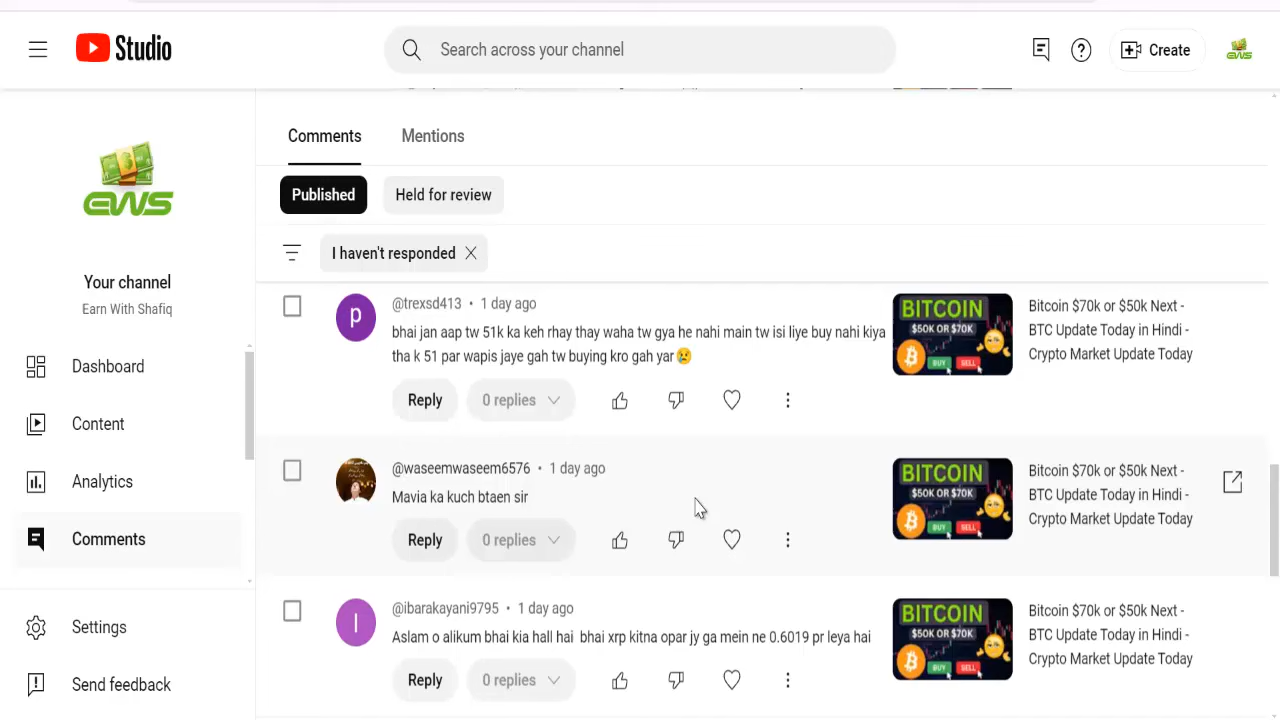 Studio
Search across your channel
Create
EWS
Your channel
Earn With Shafiq
Dashboard
Content
Analytics
Comments
Settings
Send feedback
Comments
Mentions
Published
Held for review
I haven't responded
@trexsd413 • 1 day ago
bhai jan aap tw 51k ka keh rhay thay waha tw gya he nahi main tw isi liye buy nahi kiya
tha k 51 par wapis jaye gah tw buying kro gah yar 😢
Reply
0 replies
BITCOIN
$50K OR $70K
BUY
SELL
Bitcoin $70k or $50k Next -
BTC Update Today in Hindi -
Crypto Market Update Today
@waseemwaseem6576 • 1 day ago
Mavia ka kuch btaen sir
Reply
0 replies
BITCOIN
$50K OR $70K
BUY
SELL
Bitcoin $70k or $50k Next -
BTC Update Today in Hindi -
Crypto Market Update Today
@ibarakayani9795 • 1 day ago
Aslam o alikum bhai kia hall hai bhai xrp kitna opar jy ga mein ne 0.6019 pr leya hai
Reply
0 replies
BITCOIN
$50K OR $70K
BUY
SELL
Bitcoin $70k or $50k Next -
BTC Update Today in Hindi -
Crypto Market Update Today